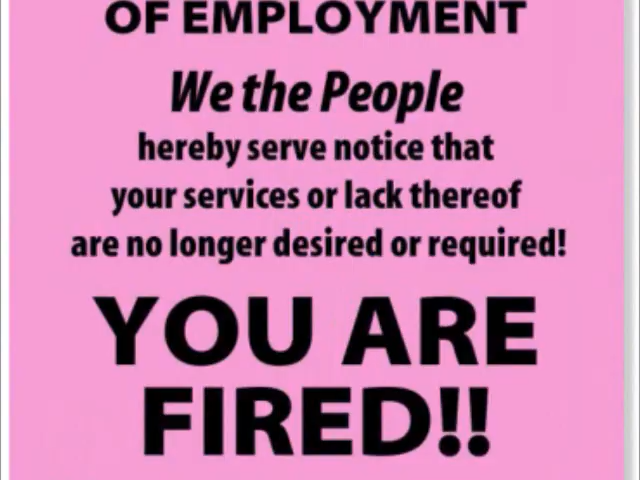 OF EMPLOYMENT
We the People
hereby serve notice that
your services or lack thereof
are no longer desired or required!
YOU ARE
FIRED!!